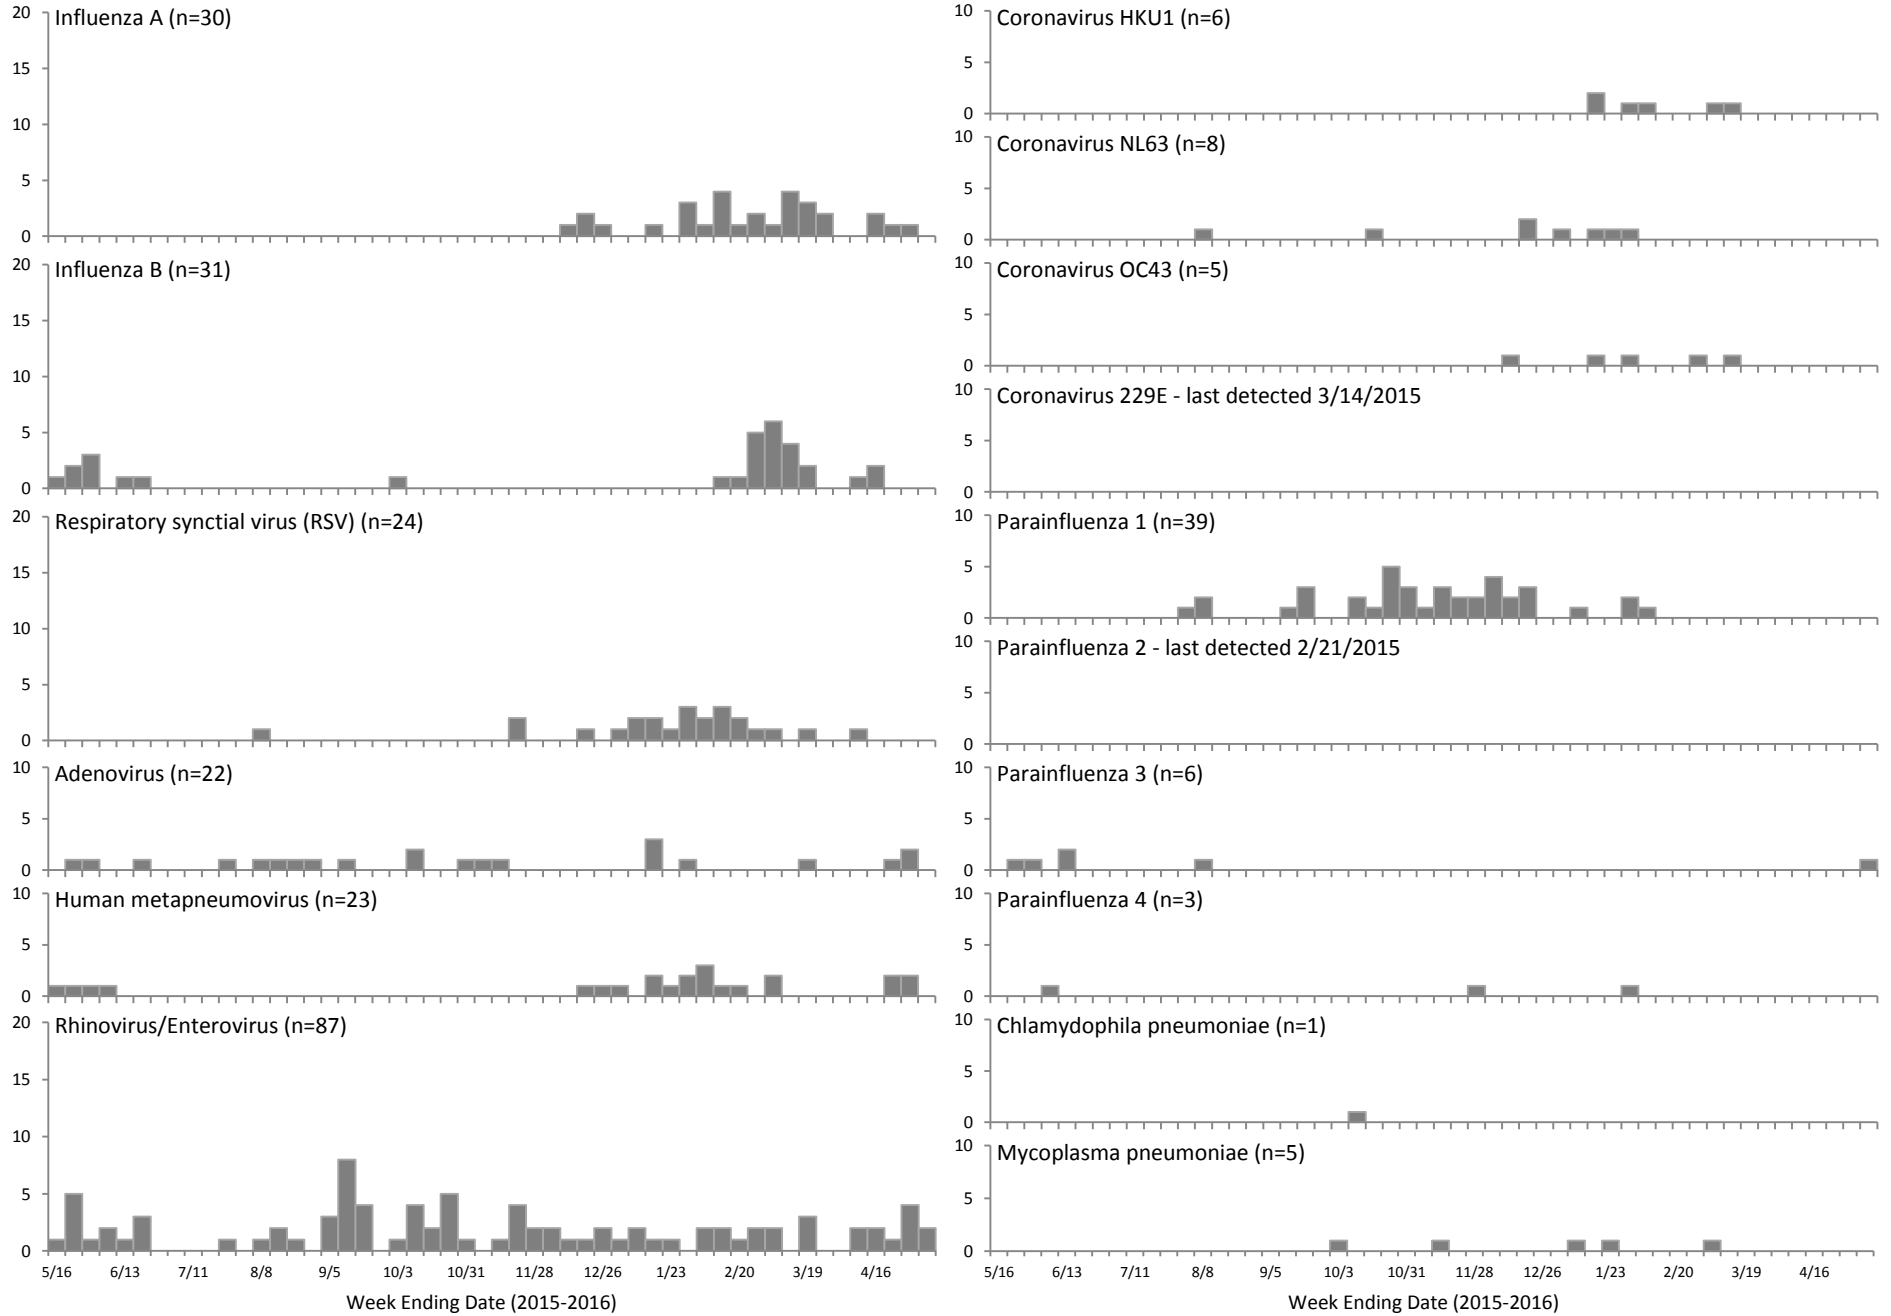 Influenza A (n=30)
20
15
10
5
0
Influenza B (n=31)
20
15
10
5
0
Respiratory synctial virus (RSV) (n=24)
20
15
10
5
0
Adenovirus (n=22)
10
5
0
Human metapneumovirus (n=23)
10
5
0
Rhinovirus/Enterovirus (n=87)
20
15
10
5
0
5/16 6/13 7/11 8/8 9/5 10/3 10/31 11/28 12/26 1/23 2/20 3/19 4/16
Week Ending Date (2015-2016)
Coronavirus HKU1 (n=6)
10
5
0
Coronavirus NL63 (n=8)
10
5
0
Coronavirus OC43 (n=5)
10
5
0
Coronavirus 229E - last detected 3/14/2015
10
5
0
Parainfluenza 1 (n=39)
10
5
0
Parainfluenza 2 - last detected 2/21/2015
10
5
0
Parainfluenza 3 (n=6)
10
5
0
Parainfluenza 4 (n=3)
10
5
0
Chlamydophila pneumoniae (n=1)
10
5
0
Mycoplasma pneumoniae (n=5)
10
5
0
5/16 6/13 7/11 8/8 9/5 10/3 10/31 11/28 12/26 1/23 2/20 3/19 4/16
Week Ending Date (2015-2016)